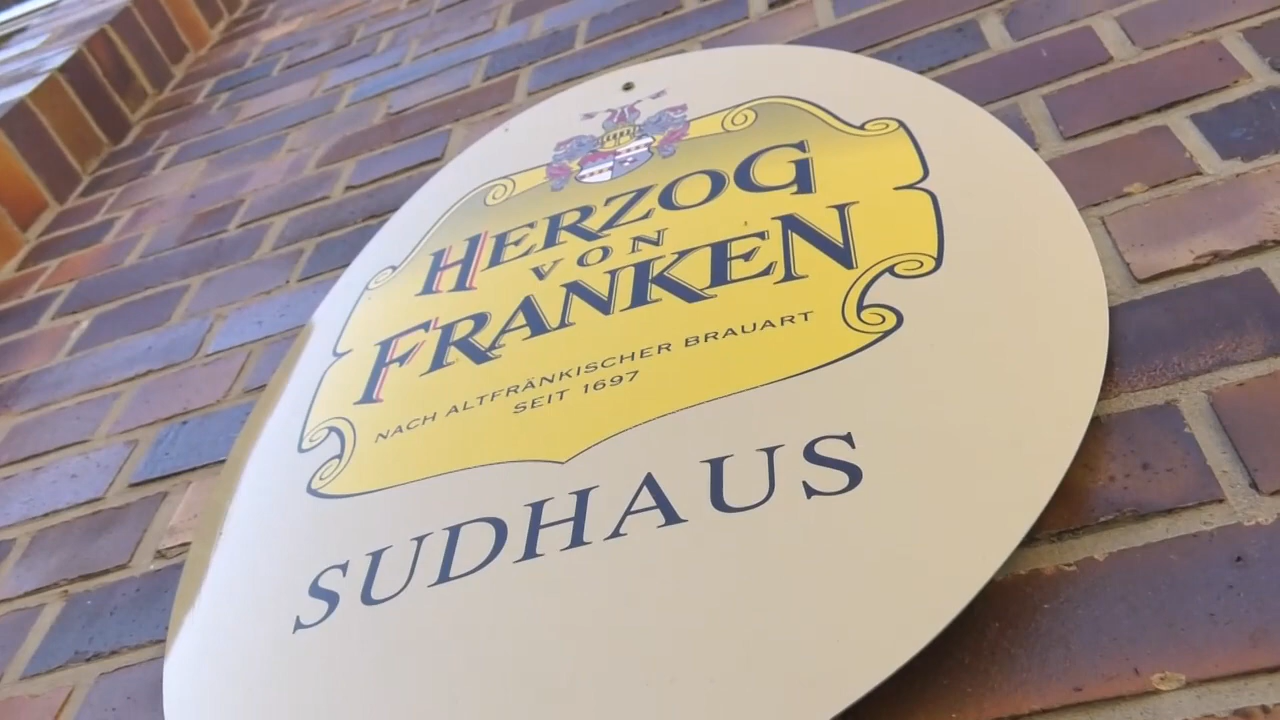 HERZOG
VON
FRANKEN
NACH ALTFRÄNKISCHER BRAUART
SEIT 1697
SUDHAUS